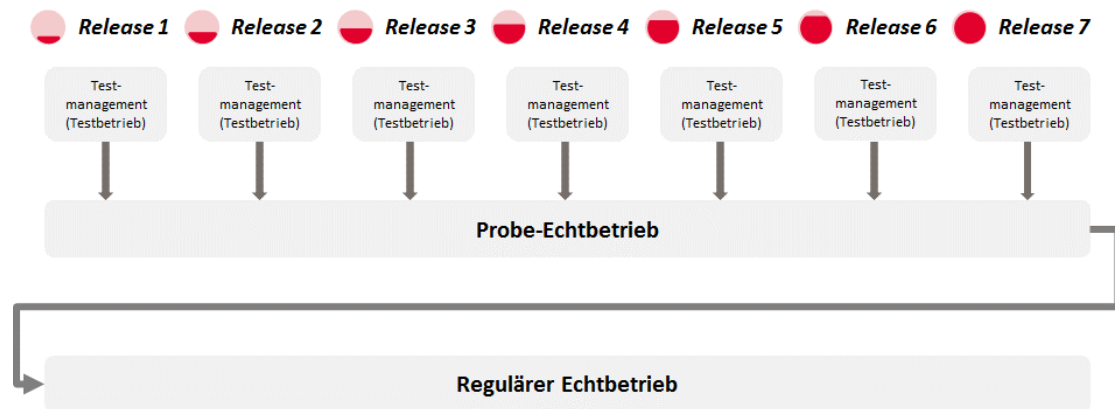 Release 1 Release 2 Release 3 Release 4 Release 5 Release 6 Release 7
Test-
management
(Testbetrieb)
Test-
management
(Testbetrieb)
Test-
management
(Testbetrieb)
Test-
management
(Testbetrieb)
Test-
management
(Testbetrieb)
Test-
management
(Testbetrieb)
Test-
management
(Testbetrieb)
Probe-Echtbetrieb
Regulärer Echtbetrieb